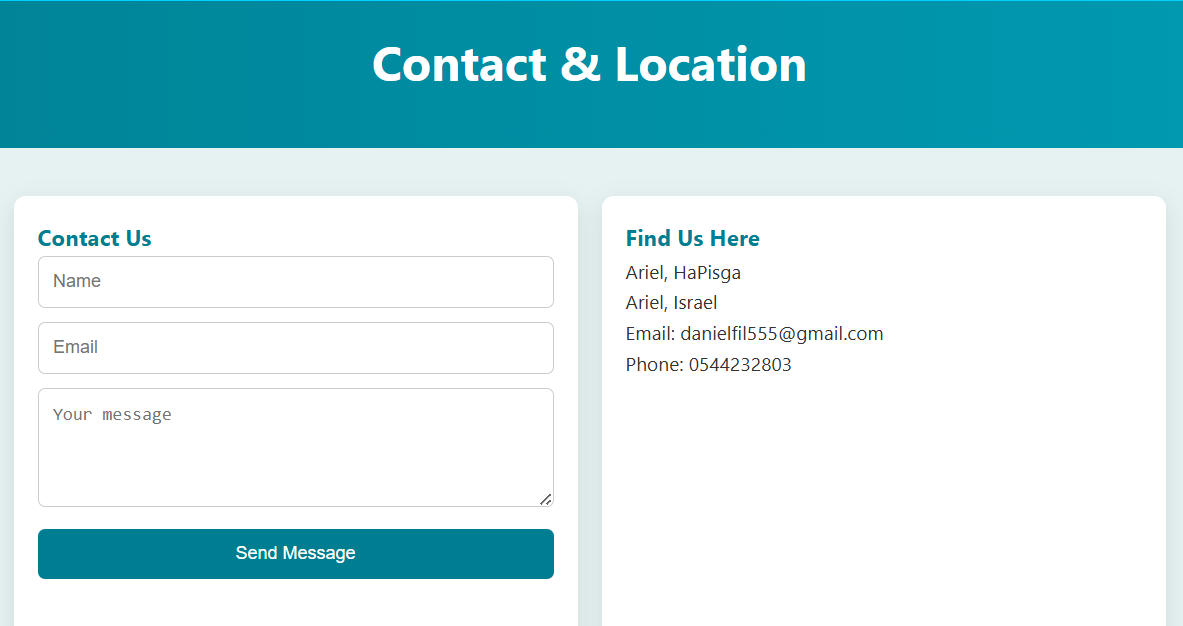 Contact & Location
Contact Us
Name
Email
Your message
Send Message
Find Us Here
Ariel, HaPisga
Ariel, Israel
Email: danielfil555@gmail.com
Phone: 0544232803